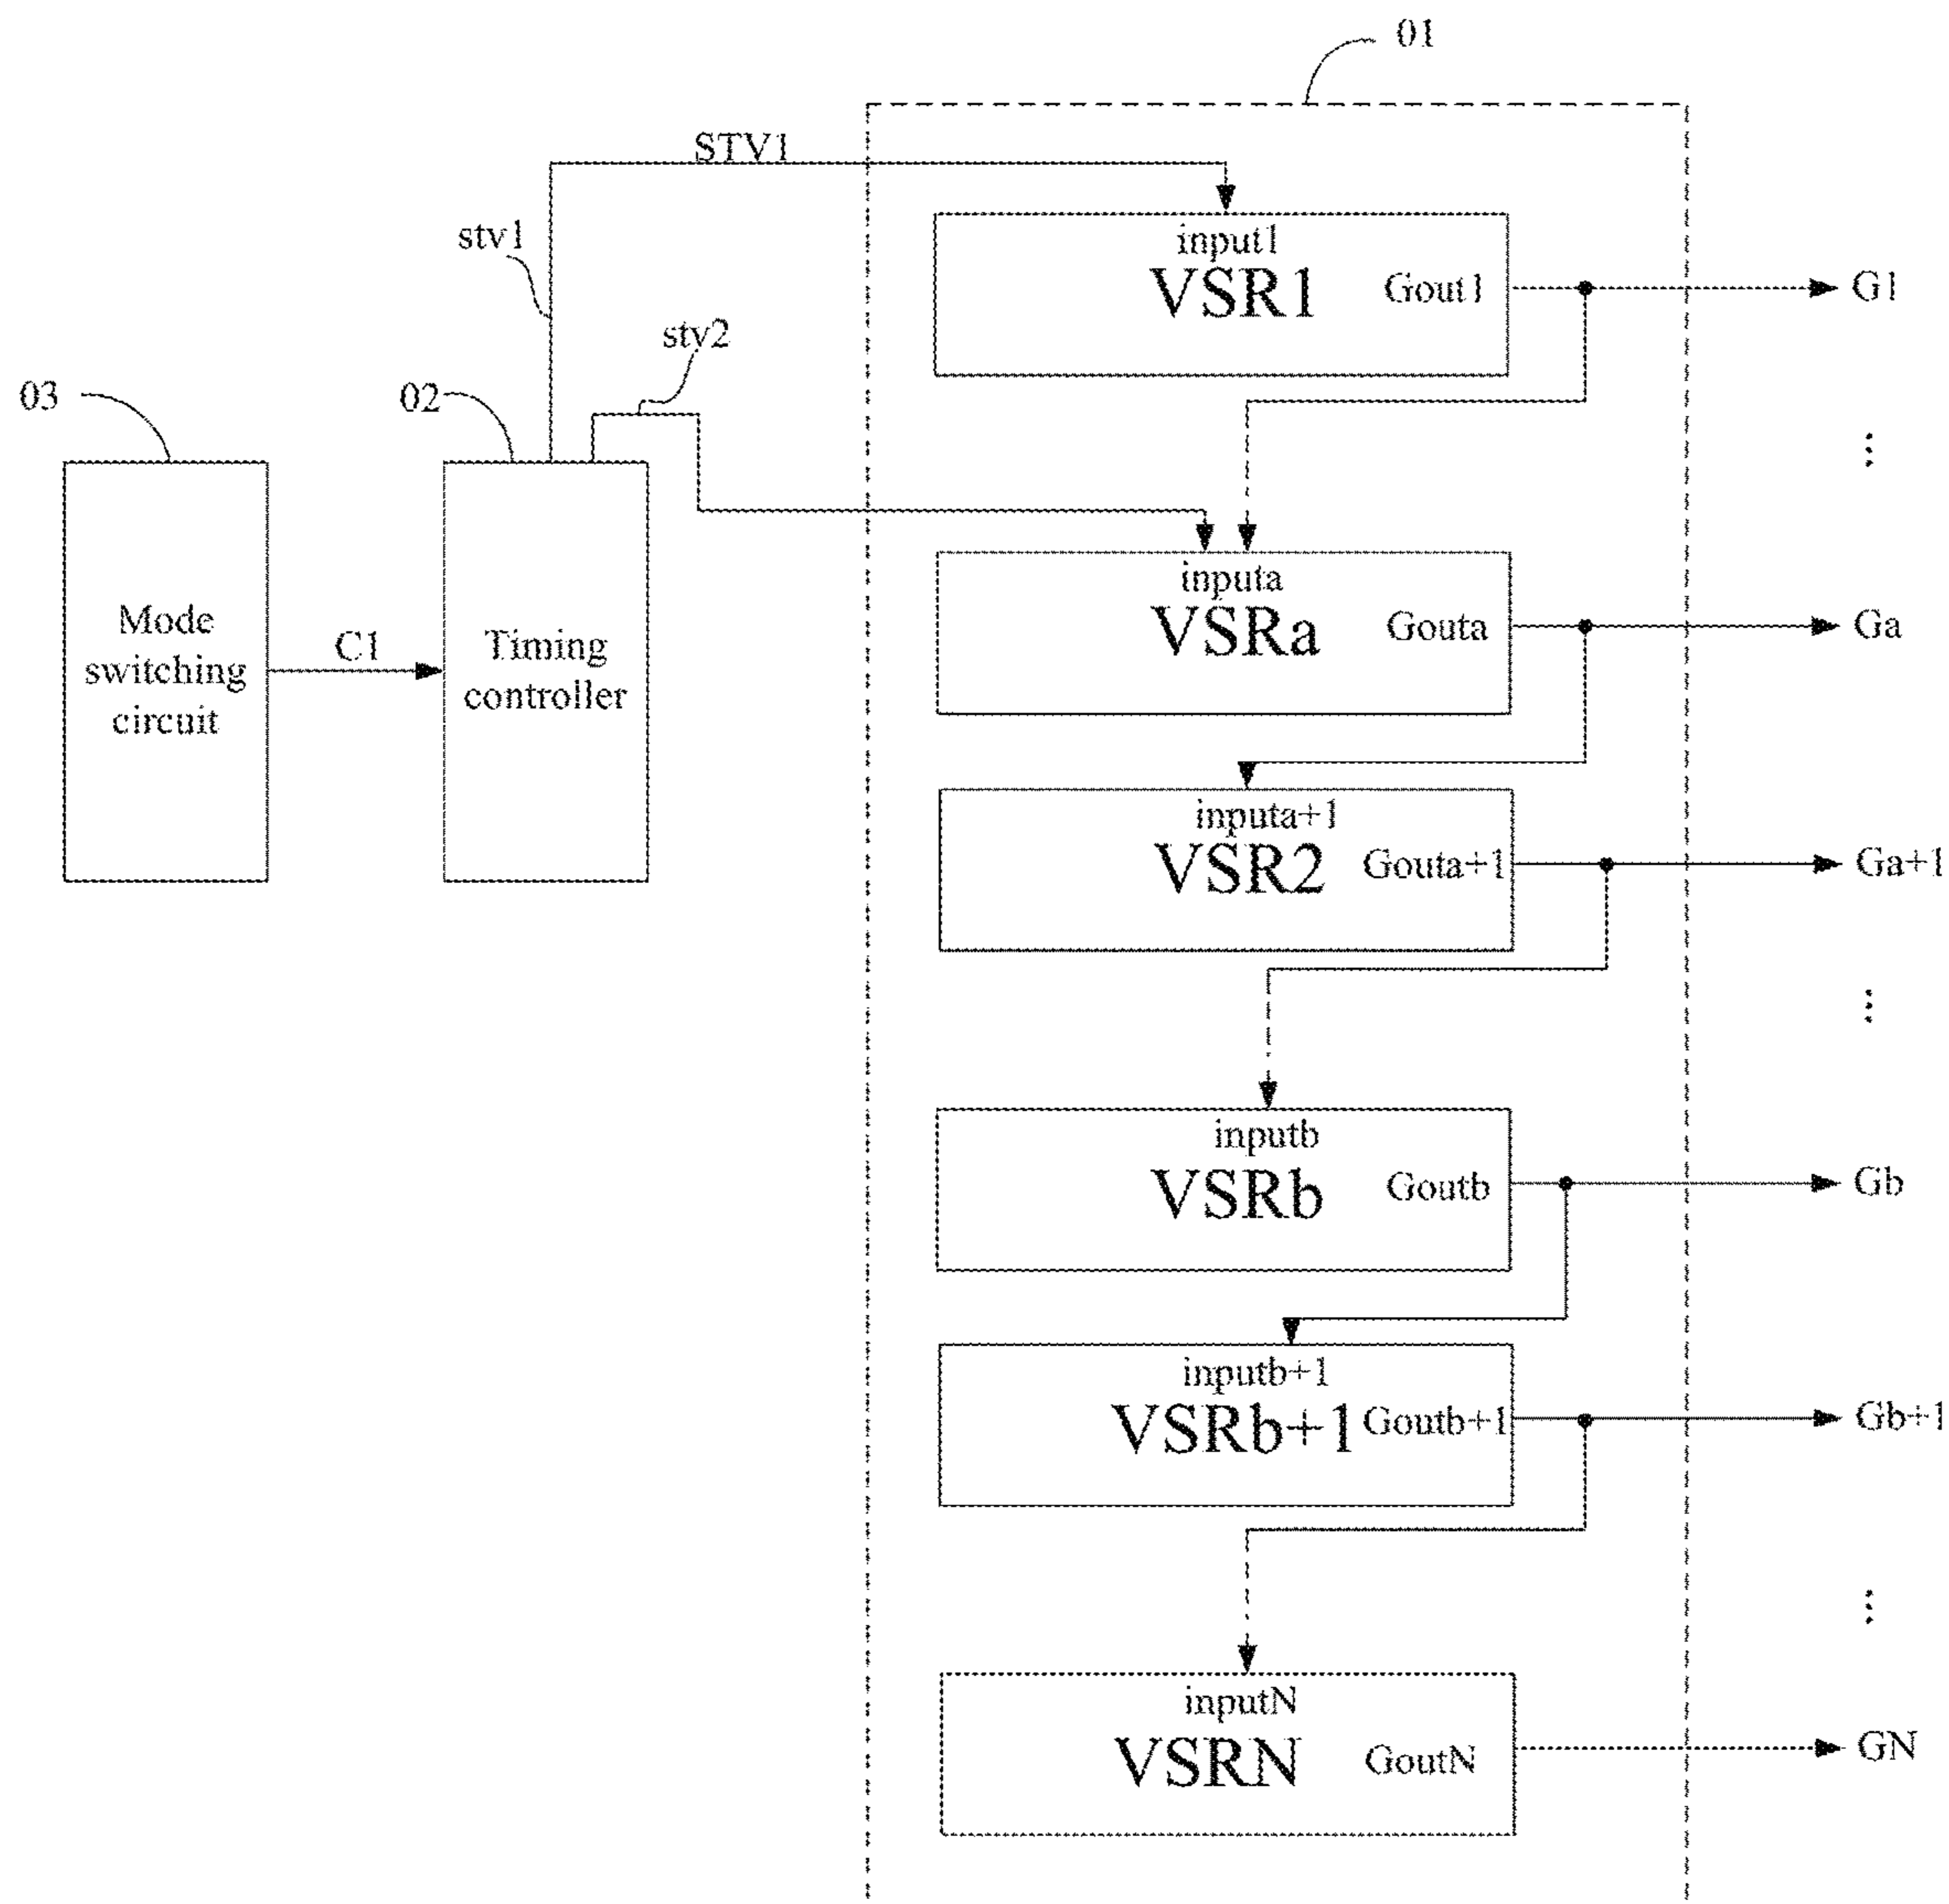 01
STV1
stv1
input1
VSR1
Gout1
G1
stv2
03
02
⋮
inputa
VSRa
Gouta
Ga
Mode
switching
circuit
C1
Timing
controller
inputa+1
VSR2
Gouta+1
Ga+1
⋮
inputb
VSRb
Goutb
Gb
inputb+1
VSRb+1
Goutb+1
Gb+1
⋮
inputN
VSRN
GoutN
GN